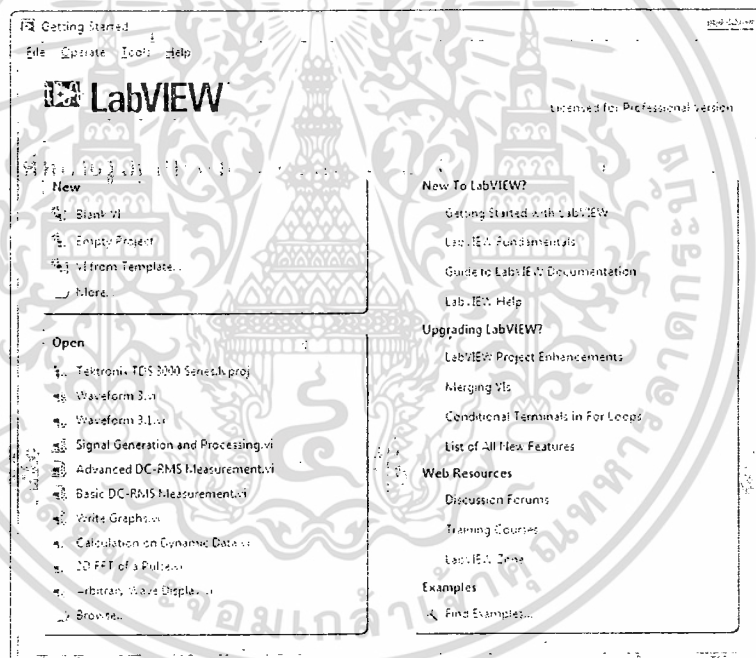 Getting Started
File Operate Tools Help
LabVIEW
Licensed for Professional Version
New
Blank VI
Empty Project
VI from Template...
More...
Open
Tektronix TDS 3000 Series.lvproj
Waveform 3.vi
Waveform 3.1.vi
Signal Generation and Processing.vi
Advanced DC-RMS Measurement.vi
Basic DC-RMS Measurement.vi
Write Graphs.vi
Calculation on Dynamic Data.vi
2D FFT of a Pulse.vi
Arbitrary Wave Display.vi
Browse...
New To LabVIEW?
Getting Started with LabVIEW
LabVIEW Fundamentals
Guide to LabVIEW Documentation
LabVIEW Help
Upgrading LabVIEW?
LabVIEW Project Enhancements
Merging VIs
Conditional Terminals in For Loops
List of All New Features
Web Resources
Discussion Forums
Training Courses
LabVIEW Zone
Examples
Find Examples...